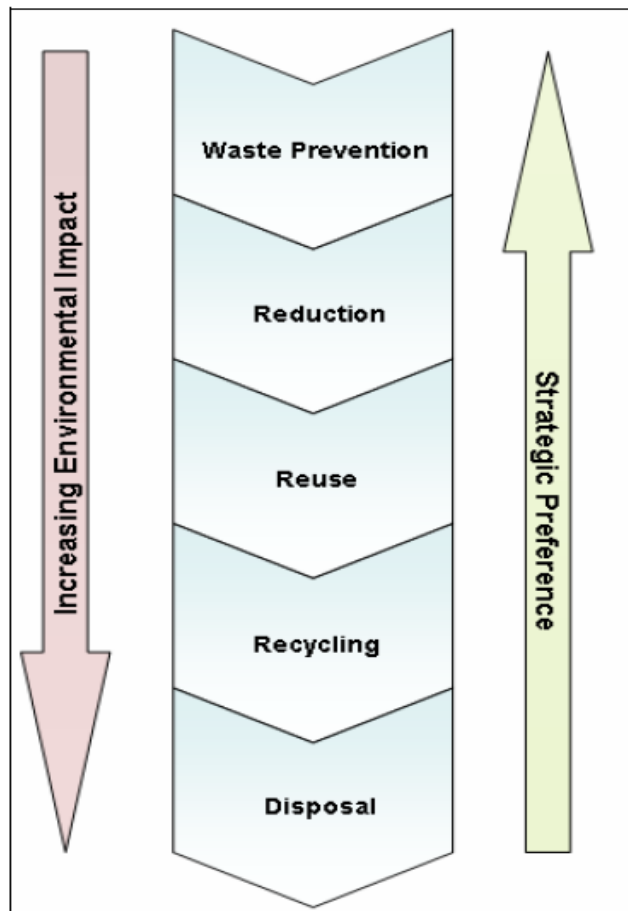 Increasing Environmental Impact
Waste Prevention
Reduction
Reuse
Recycling
Disposal
Strategic Preference